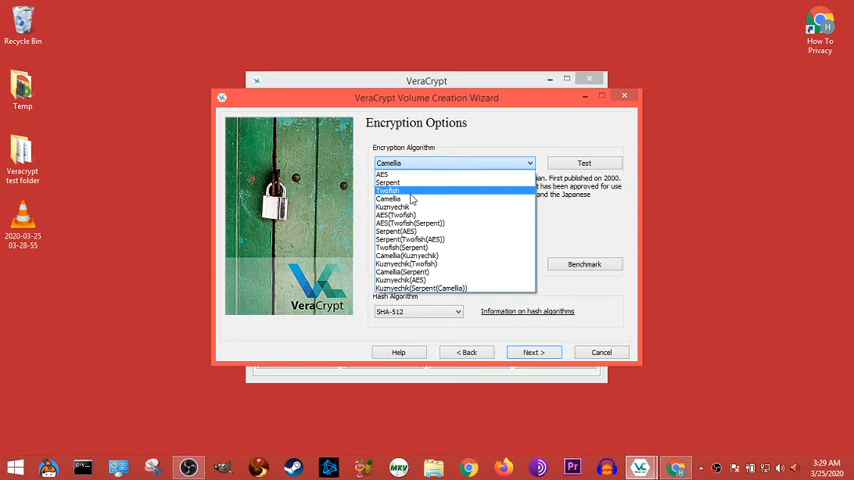 Recycle Bin
Temp
Veracrypt
test folder
2020-03-25
03-28-55
How To
Privacy
VeraCrypt
VeraCrypt Volume Creation Wizard
Encryption Options
Encryption Algorithm
Camellia
Test
AES
Serpent
Twofish
Camellia
Kuznyechik
AES(Twofish)
AES(Twofish(Serpent))
Serpent(AES)
Serpent(Twofish(AES))
Twofish(Serpent)
Camellia(Kuznyechik)
Kuznyechik(Twofish)
Camellia(Serpent)
Kuznyechik(AES)
Kuznyechik(Serpent(Camellia))
ian. First published on 2000.
t has been approved for use
and the Japanese
Benchmark
VeraCrypt
Hash Algorithm
SHA-512
Information on hash algorithms
Help
< Back
Next >
Cancel
MKV
Pr
3:29 AM
3/25/2020